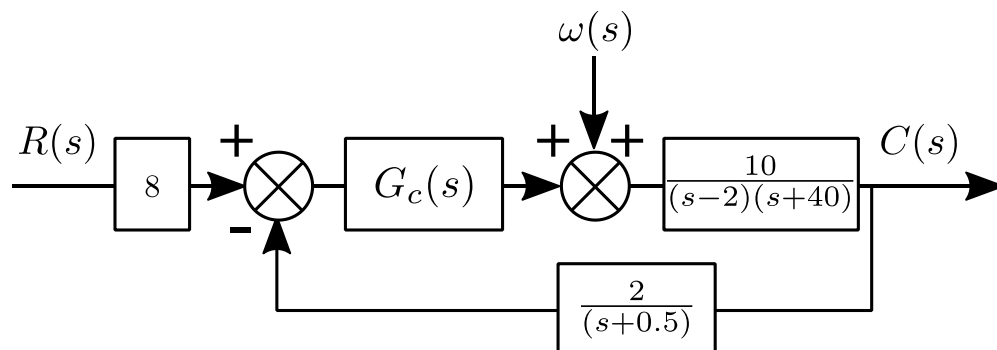 ω(s)
R(s)
8
+
-
G_c(s)
+ +
10
(s−2)(s+40)
C(s)
2
(s+0.5)